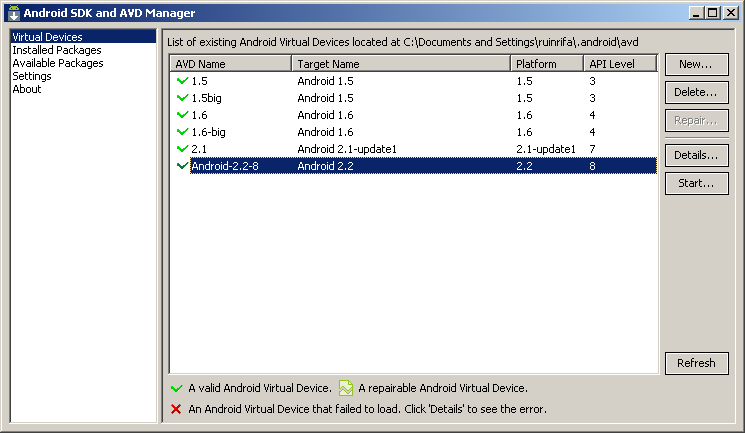 Android SDK and AVD Manager
Virtual Devices
Installed Packages
Available Packages
Settings
About
List of existing Android Virtual Devices located at C:\Documents and Settings\ruinrifa\.android\avd
AVD Name Target Name Platform API Level
1.5 Android 1.5 1.5 3
1.5big Android 1.5 1.5 3
1.6 Android 1.6 1.6 4
1.6-big Android 1.6 1.6 4
2.1 Android 2.1-update1 2.1-update1 7
Android-2.2-8 Android 2.2 2.2 8
New...
Delete...
Repair...
Details...
Start...
Refresh
A valid Android Virtual Device. A repairable Android Virtual Device.
An Android Virtual Device that failed to load. Click 'Details' to see the error.